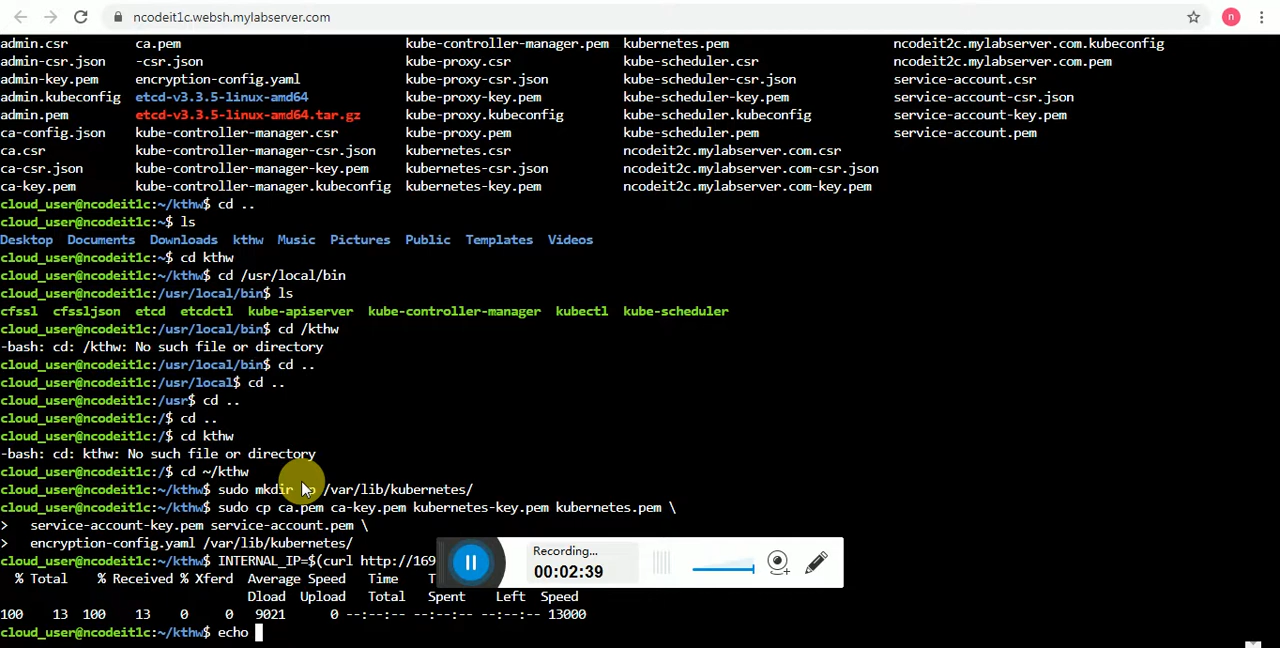 ncodeit1c.websh.mylabserver.com
n
admin.csr ca.pem kube-controller-manager.pem kubernetes.pem ncodeit2c.mylabserver.com.kubeconfig
admin-csr.json -csr.json kube-proxy.csr kube-scheduler.csr ncodeit2c.mylabserver.com.pem
admin-key.pem encryption-config.yaml kube-proxy-csr.json kube-scheduler-csr.json service-account.csr
admin.kubeconfig etcd-v3.3.5-linux-amd64 kube-proxy-key.pem kube-scheduler-key.pem service-account-csr.json
admin.pem etcd-v3.3.5-linux-amd64.tar.gz kube-proxy.kubeconfig kube-scheduler.kubeconfig service-account-key.pem
ca-config.json kube-controller-manager.csr kube-proxy.pem kube-scheduler.pem service-account.pem
ca.csr kube-controller-manager-csr.json kubernetes.csr ncodeit2c.mylabserver.com.csr
ca-csr.json kube-controller-manager-key.pem kubernetes-csr.json ncodeit2c.mylabserver.com-csr.json
ca-key.pem kube-controller-manager.kubeconfig kubernetes-key.pem ncodeit2c.mylabserver.com-key.pem
cloud_user@ncodeit1c:~/kthw$ cd ..
cloud_user@ncodeit1c:~$ ls
Desktop Documents Downloads kthw Music Pictures Public Templates Videos
cloud_user@ncodeit1c:~$ cd kthw
cloud_user@ncodeit1c:~/kthw$ cd /usr/local/bin
cloud_user@ncodeit1c:/usr/local/bin$ ls
cfssl cfssljson etcd etcdctl kube-apiserver kube-controller-manager kubectl kube-scheduler
cloud_user@ncodeit1c:/usr/local/bin$ cd /kthw
-bash: cd: /kthw: No such file or directory
cloud_user@ncodeit1c:/usr/local/bin$ cd ..
cloud_user@ncodeit1c:/usr/local$ cd ..
cloud_user@ncodeit1c:/usr$ cd ..
cloud_user@ncodeit1c:/$ cd ..
cloud_user@ncodeit1c:/$ cd kthw
-bash: cd: kthw: No such file or directory
cloud_user@ncodeit1c:/$ cd ~/kthw
cloud_user@ncodeit1c:~/kthw$ sudo mkdir p /var/lib/kubernetes/
cloud_user@ncodeit1c:~/kthw$ sudo cp ca.pem ca-key.pem kubernetes-key.pem kubernetes.pem \
> service-account-key.pem service-account.pem \
> encryption-config.yaml /var/lib/kubernetes/
cloud_user@ncodeit1c:~/kthw$ INTERNAL_IP=$(curl http://169
% Total % Received % Xferd Average Speed Time T
Dload Upload Total Spent Left Speed
100 13 100 13 0 0 9021 0 --:--:-- --:--:-- --:--:-- 13000
cloud_user@ncodeit1c:~/kthw$ echo
Recording...
00:02:39